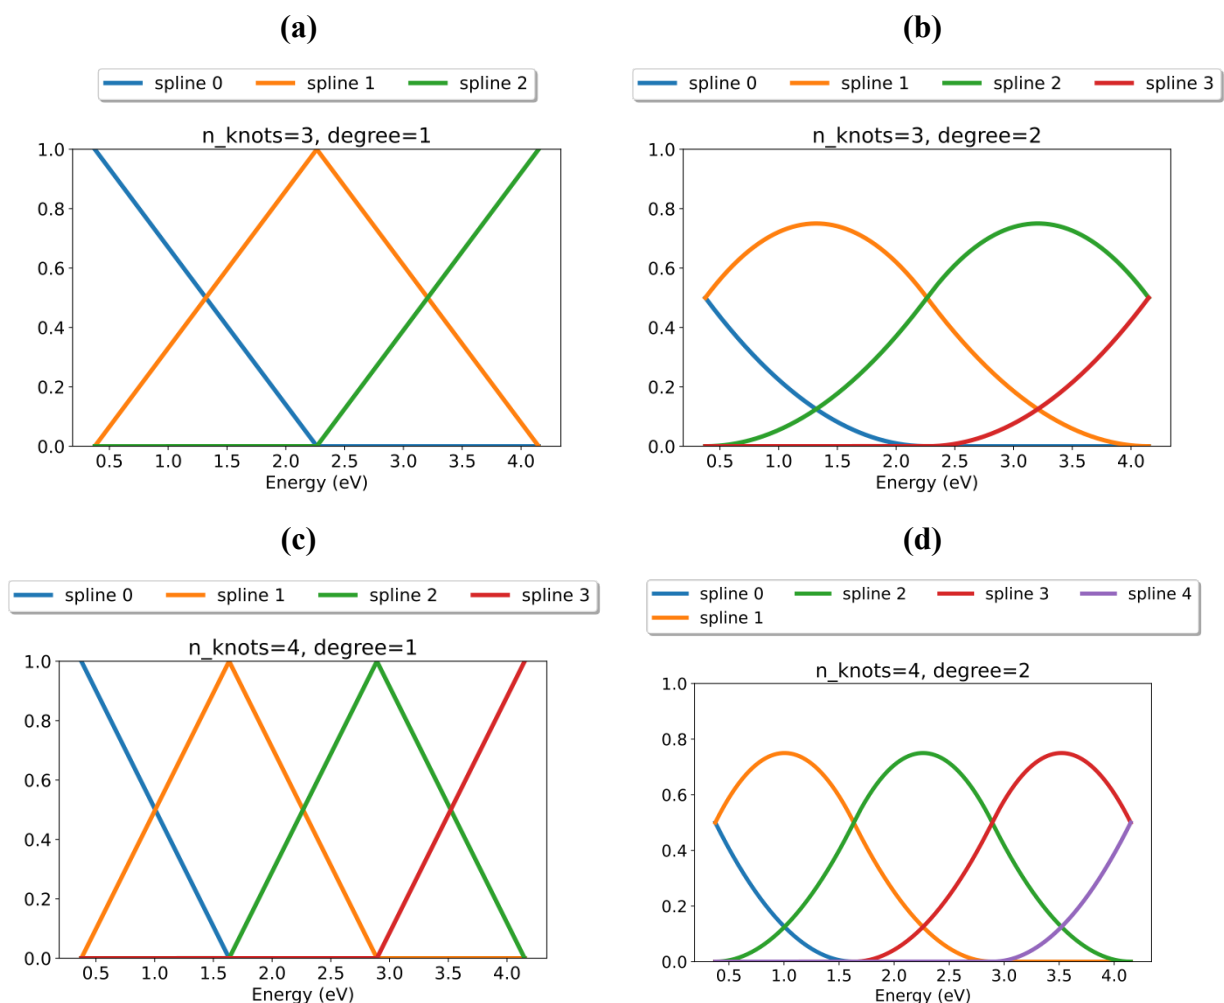 (a)
spline 0 spline 1 spline 2
n_knots=3, degree=1
1.0
0.8
0.6
0.4
0.2
0.0
0.5 1.0 1.5 2.0 2.5 3.0 3.5 4.0
Energy (eV)
(b)
spline 0 spline 1 spline 2 spline 3
n_knots=3, degree=2
1.0
0.8
0.6
0.4
0.2
0.0
0.5 1.0 1.5 2.0 2.5 3.0 3.5 4.0
Energy (eV)
(c)
spline 0 spline 1 spline 2 spline 3
n_knots=4, degree=1
1.0
0.8
0.6
0.4
0.2
0.0
0.5 1.0 1.5 2.0 2.5 3.0 3.5 4.0
Energy (eV)
(d)
spline 0 spline 2 spline 3 spline 4
spline 1
n_knots=4, degree=2
1.0
0.8
0.6
0.4
0.2
0.0
0.5 1.0 1.5 2.0 2.5 3.0 3.5 4.0
Energy (eV)